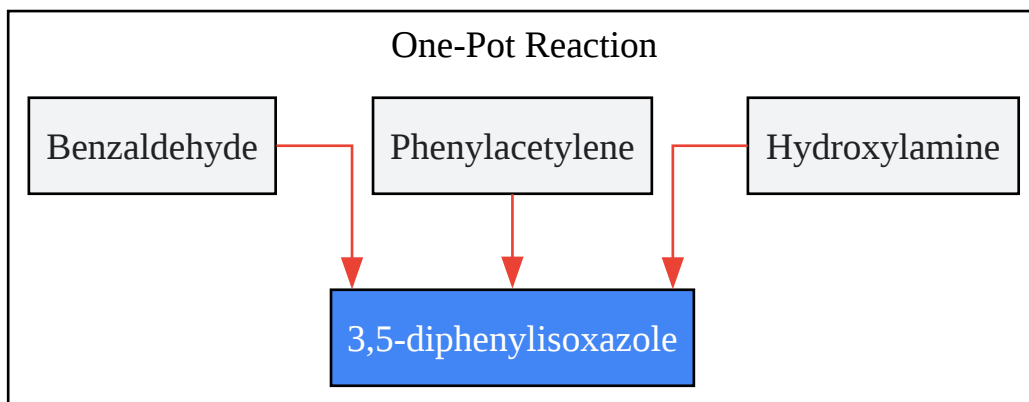 One-Pot Reaction
Benzaldehyde
Phenylacetylene
Hydroxylamine
3,5-diphenylisoxazole